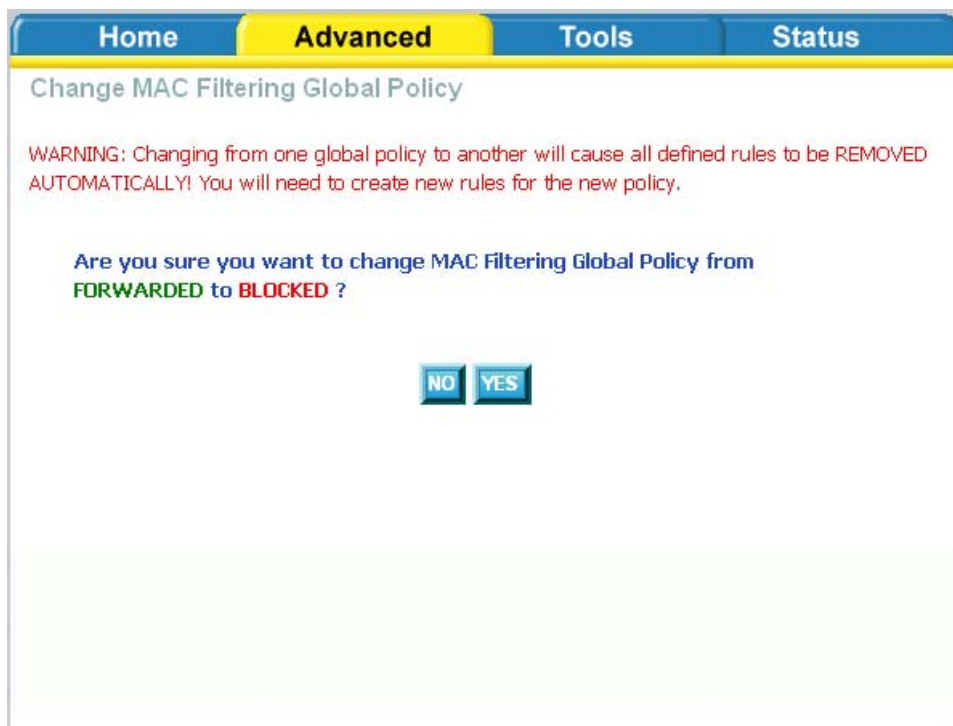 Home Advanced Tools Status
Change MAC Filtering Global Policy
WARNING: Changing from one global policy to another will cause all defined rules to be REMOVED
AUTOMATICALLY! You will need to create new rules for the new policy.
Are you sure you want to change MAC Filtering Global Policy from
FORWARDED to BLOCKED ?
NO YES